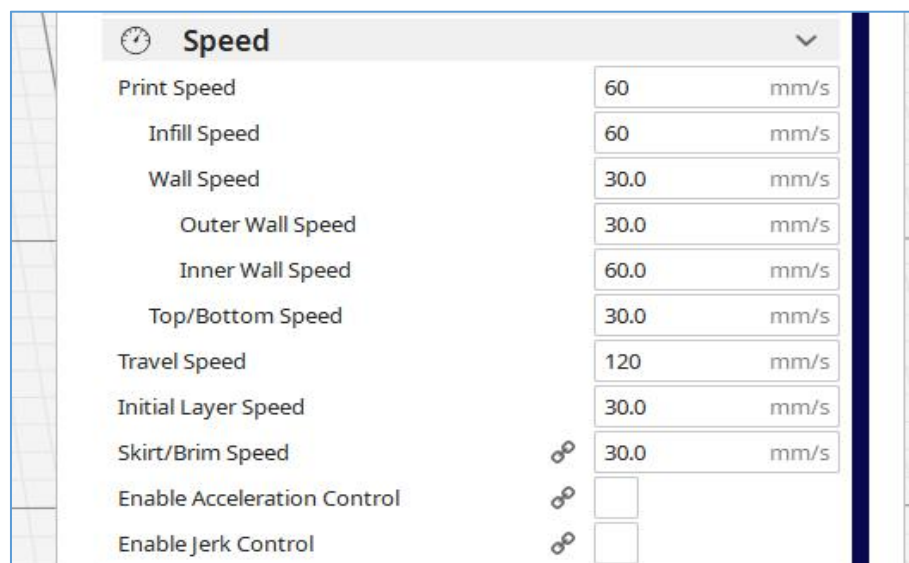 Speed
Print Speed 60 mm/s
Infill Speed 60 mm/s
Wall Speed 30.0 mm/s
Outer Wall Speed 30.0 mm/s
Inner Wall Speed 60.0 mm/s
Top/Bottom Speed 30.0 mm/s
Travel Speed 120 mm/s
Initial Layer Speed 30.0 mm/s
Skirt/Brim Speed 30.0 mm/s
Enable Acceleration Control
Enable Jerk Control